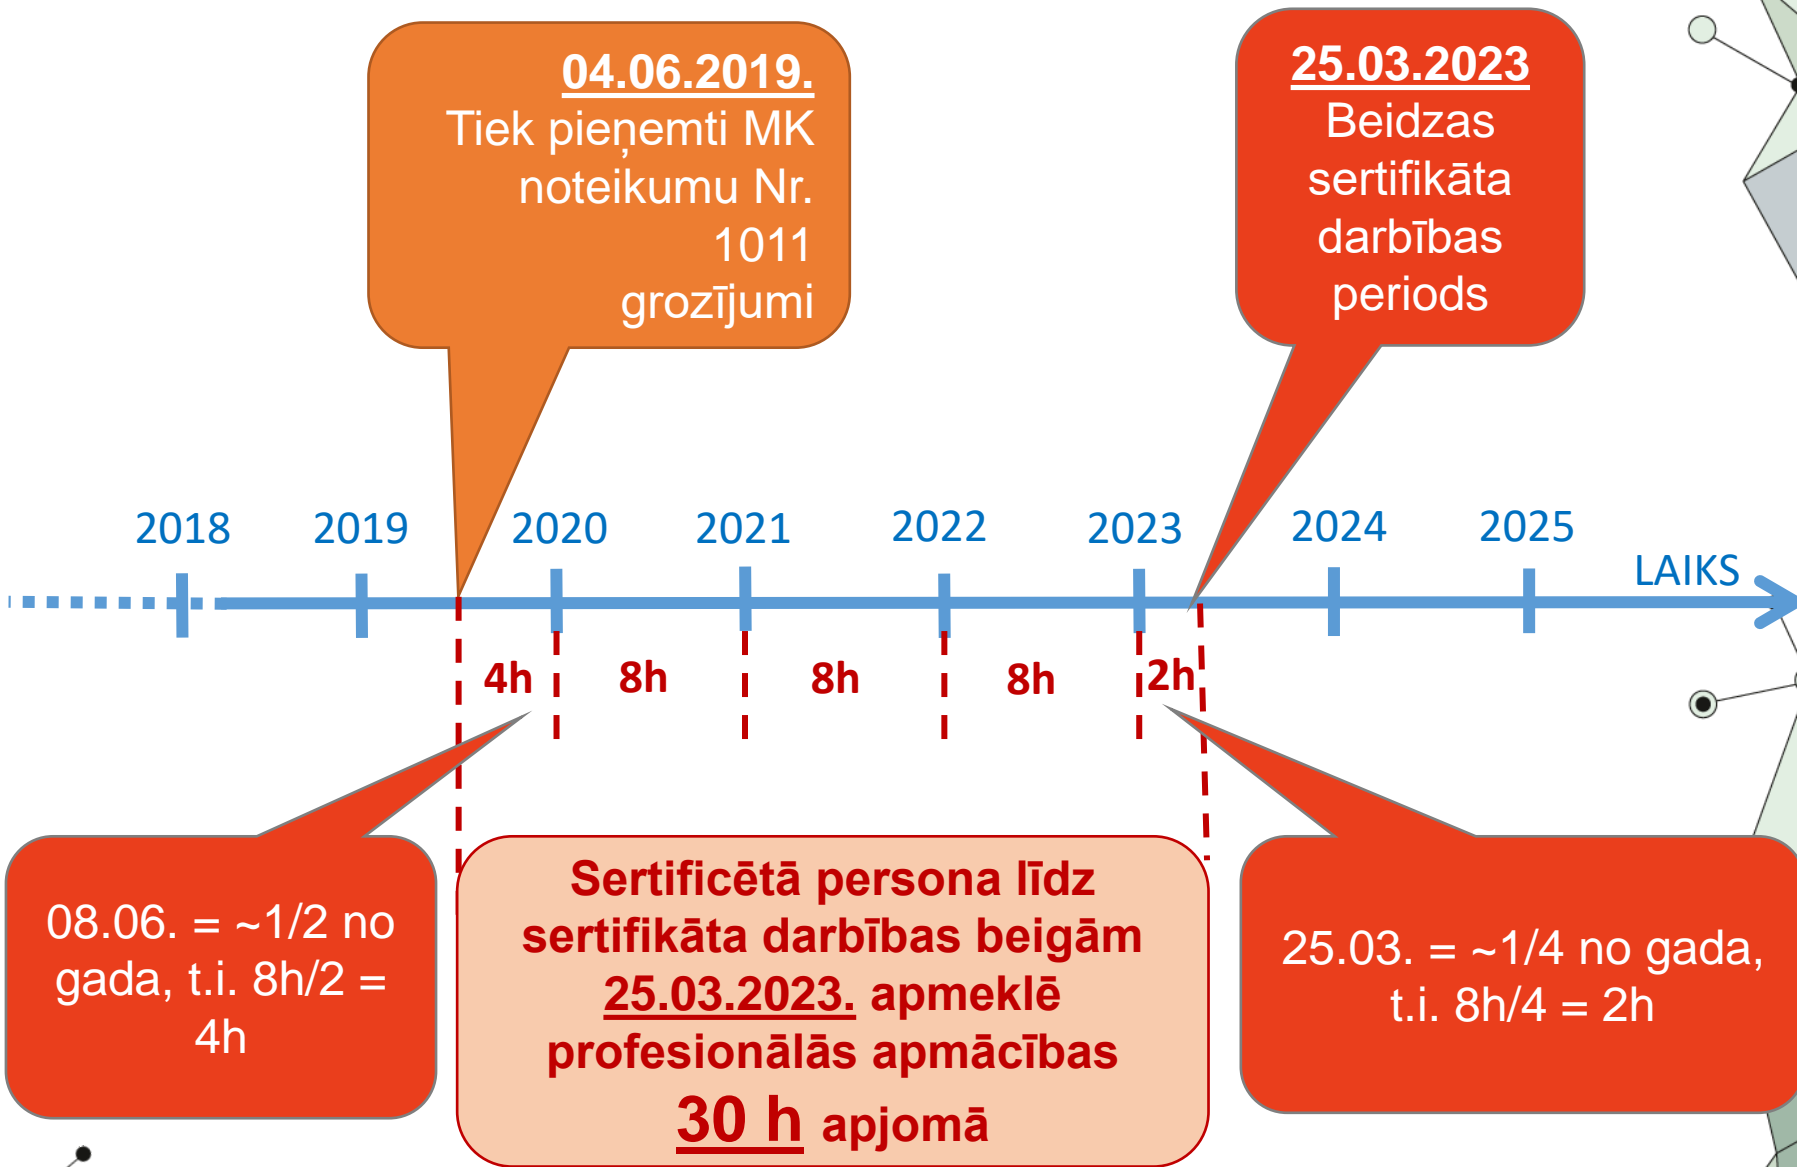 04.06.2019.
Tiek pieņemti MK
noteikumu Nr.
1011
grozījumi
25.03.2023
Beidzas
sertifikāta
darbības
periods
2018
2019
2020
2021
2022
2023
2024
2025
LAIKS
4h
8h
8h
8h
2h
08.06. = ~1/2 no
gada, t.i. 8h/2 =
4h
Sertificētā persona līdz
sertifikāta darbības beigām
25.03.2023. apmeklē
profesionālās apmācības
30 h apjomā
25.03. = ~1/4 no gada,
t.i. 8h/4 = 2h